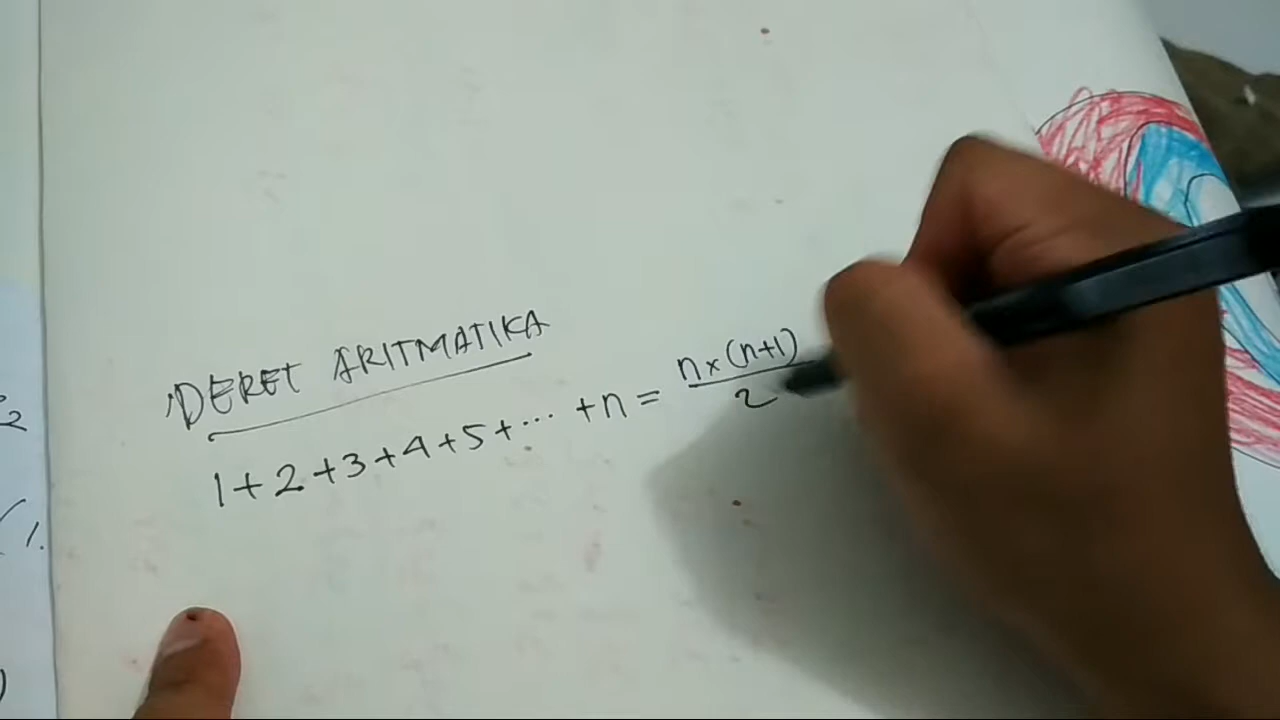 DERET ARITMATIKA
1+2+3+4+5+... +n = n×(n+1)/2